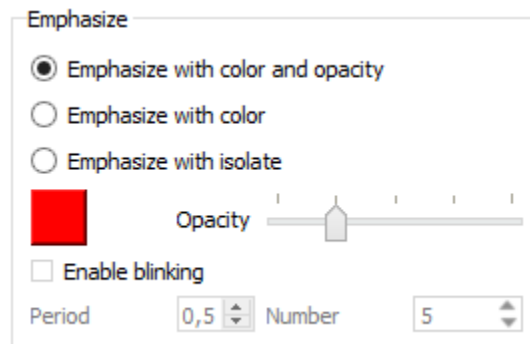 Emphasize
Emphasize with color and opacity
Emphasize with color
Emphasize with isolate
Opacity
Enable blinking
Period 0,5 Number 5